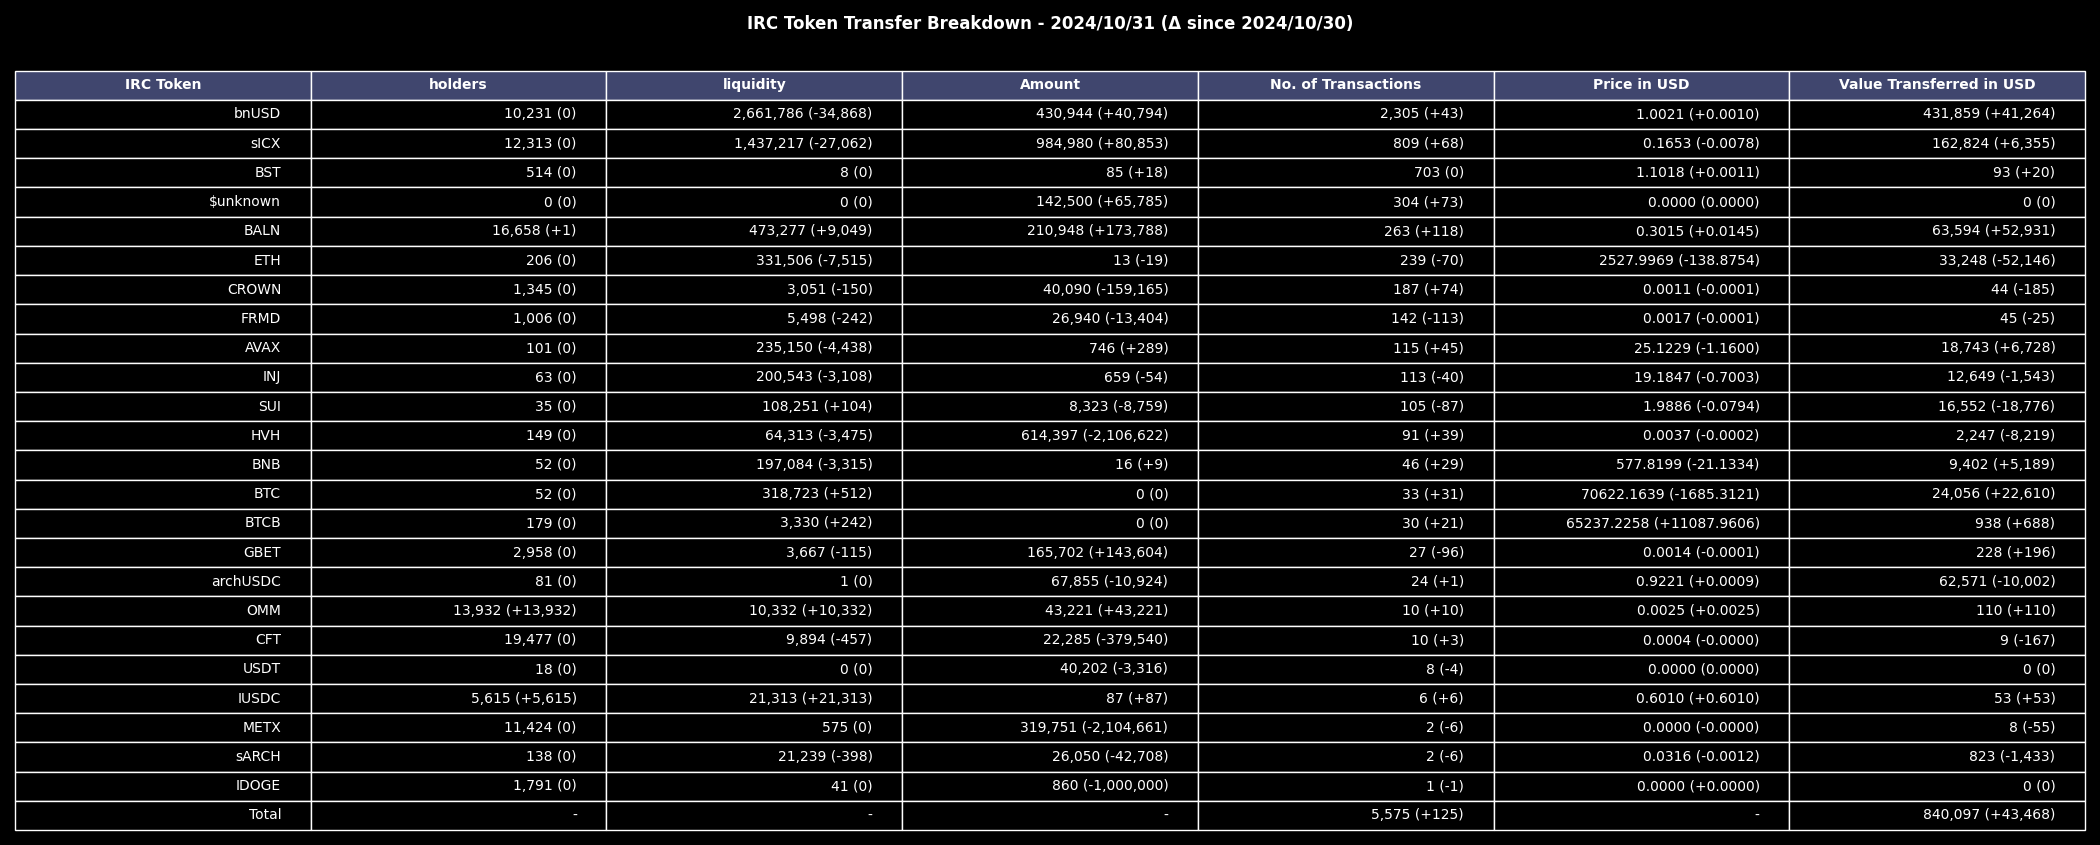 IRC Token Transfer Breakdown - 2024/10/31 (Δ since 2024/10/30)
IRC Token holders liquidity Amount No. of Transactions Price in USD Value Transferred in USD
bnUSD 10,231 (0) 2,661,786 (-34,868) 430,944 (+40,794) 2,305 (+43) 1.0021 (+0.0010) 431,859 (+41,264)
sICX 12,313 (0) 1,437,217 (-27,062) 984,980 (+80,853) 809 (+68) 0.1653 (-0.0078) 162,824 (+6,355)
BST 514 (0) 8 (0) 85 (+18) 703 (0) 1.1018 (+0.0011) 93 (+20)
$unknown 0 (0) 0 (0) 142,500 (+65,785) 304 (+73) 0.0000 (0.0000) 0 (0)
BALN 16,658 (+1) 473,277 (+9,049) 210,948 (+173,788) 263 (+118) 0.3015 (+0.0145) 63,594 (+52,931)
ETH 206 (0) 331,506 (-7,515) 13 (-19) 239 (-70) 2527.9969 (-138.8754) 33,248 (-52,146)
CROWN 1,345 (0) 3,051 (-150) 40,090 (-159,165) 187 (+74) 0.0011 (-0.0001) 44 (-185)
FRMD 1,006 (0) 5,498 (-242) 26,940 (-13,404) 142 (-113) 0.0017 (-0.0001) 45 (-25)
AVAX 101 (0) 235,150 (-4,438) 746 (+289) 115 (+45) 25.1229 (-1.1600) 18,743 (+6,728)
INJ 63 (0) 200,543 (-3,108) 659 (-54) 113 (-40) 19.1847 (-0.7003) 12,649 (-1,543)
SUI 35 (0) 108,251 (+104) 8,323 (-8,759) 105 (-87) 1.9886 (-0.0794) 16,552 (-18,776)
HVH 149 (0) 64,313 (-3,475) 614,397 (-2,106,622) 91 (+39) 0.0037 (-0.0002) 2,247 (-8,219)
BNB 52 (0) 197,084 (-3,315) 16 (+9) 46 (+29) 577.8199 (-21.1334) 9,402 (+5,189)
BTC 52 (0) 318,723 (+512) 0 (0) 33 (+31) 70622.1639 (-1685.3121) 24,056 (+22,610)
BTCB 179 (0) 3,330 (+242) 0 (0) 30 (+21) 65237.2258 (+11087.9606) 938 (+688)
GBET 2,958 (0) 3,667 (-115) 165,702 (+143,604) 27 (-96) 0.0014 (-0.0001) 228 (+196)
archUSDC 81 (0) 1 (0) 67,855 (-10,924) 24 (+1) 0.9221 (+0.0009) 62,571 (-10,002)
OMM 13,932 (+13,932) 10,332 (+10,332) 43,221 (+43,221) 10 (+10) 0.0025 (+0.0025) 110 (+110)
CFT 19,477 (0) 9,894 (-457) 22,285 (-379,540) 10 (+3) 0.0004 (-0.0000) 9 (-167)
USDT 18 (0) 0 (0) 40,202 (-3,316) 8 (-4) 0.0000 (0.0000) 0 (0)
IUSDC 5,615 (+5,615) 21,313 (+21,313) 87 (+87) 6 (+6) 0.6010 (+0.6010) 53 (+53)
METX 11,424 (0) 575 (0) 319,751 (-2,104,661) 2 (-6) 0.0000 (-0.0000) 8 (-55)
sARCH 138 (0) 21,239 (-398) 26,050 (-42,708) 2 (-6) 0.0316 (-0.0012) 823 (-1,433)
IDOGE 1,791 (0) 41 (0) 860 (-1,000,000) 1 (-1) 0.0000 (+0.0000) 0 (0)
Total - - - 5,575 (+125) - 840,097 (+43,468)